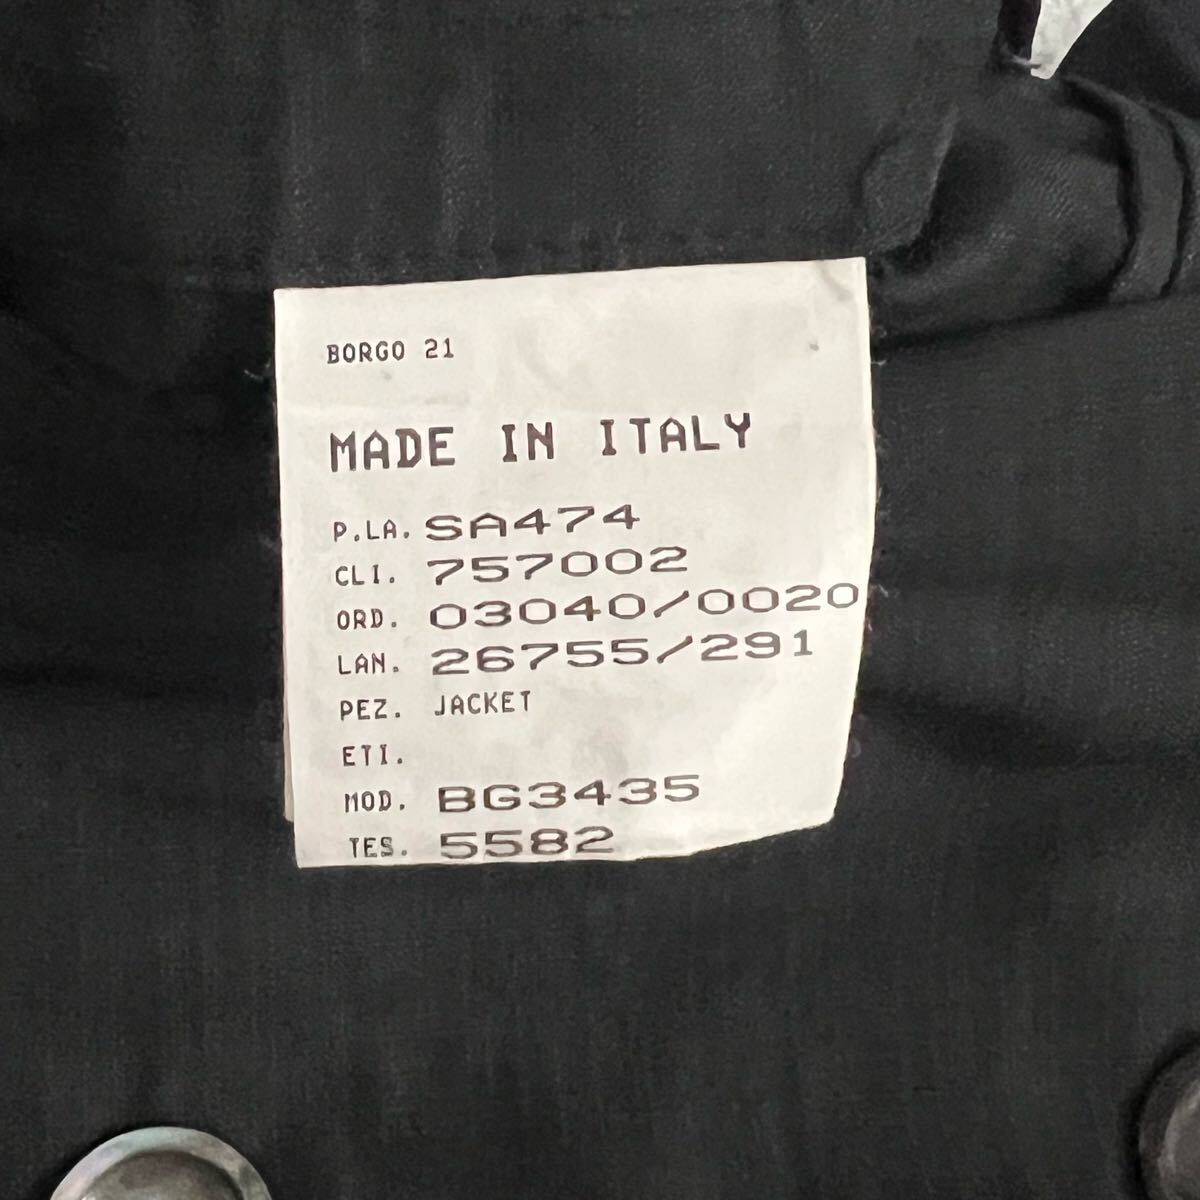 BORGO 21
MADE IN ITALY
P.LA. SA474
CLI. 757002
ORD. 03040/0020
LAN. 26755/291
PEZ. JACKET
ETI.
MOD. BG3435
TES. 5582